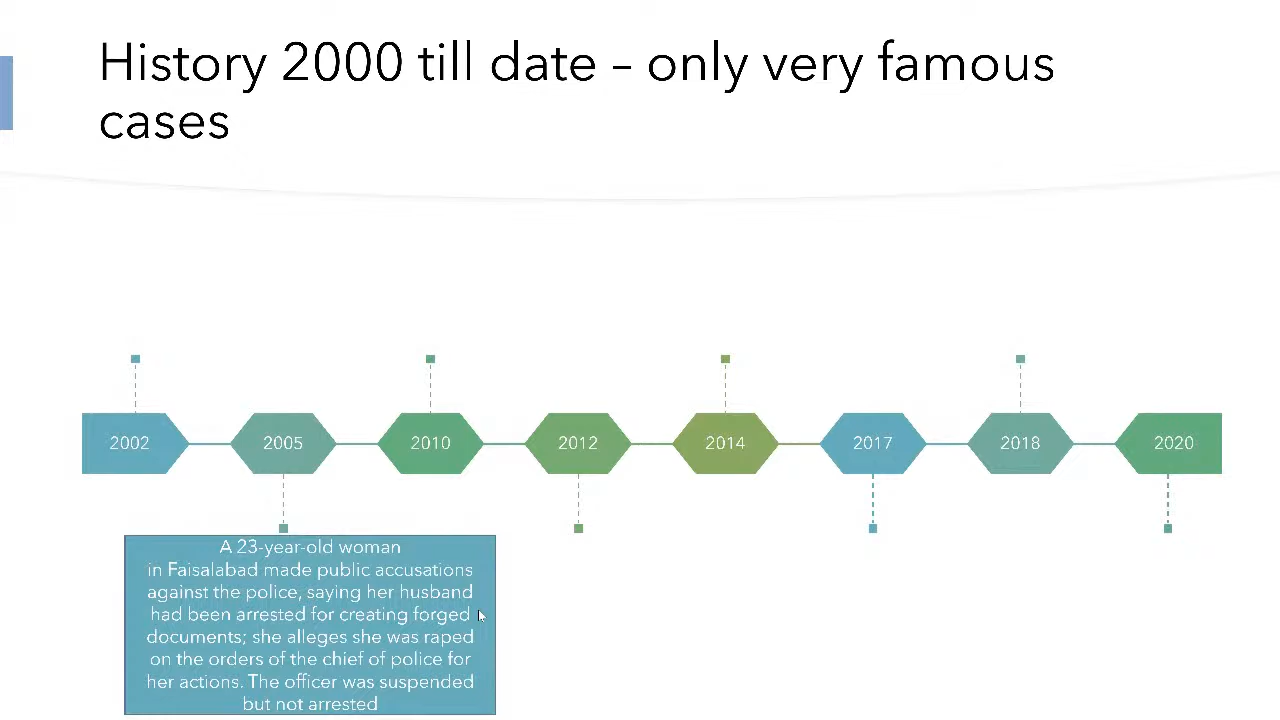 History 2000 till date – only very famous
cases
2002
2005
2010
2012
2014
2017
2018
2020
A 23-year-old woman
in Faisalabad made public accusations
against the police, saying her husband
had been arrested for creating forged
documents; she alleges she was raped
on the orders of the chief of police for
her actions. The officer was suspended
but not arrested